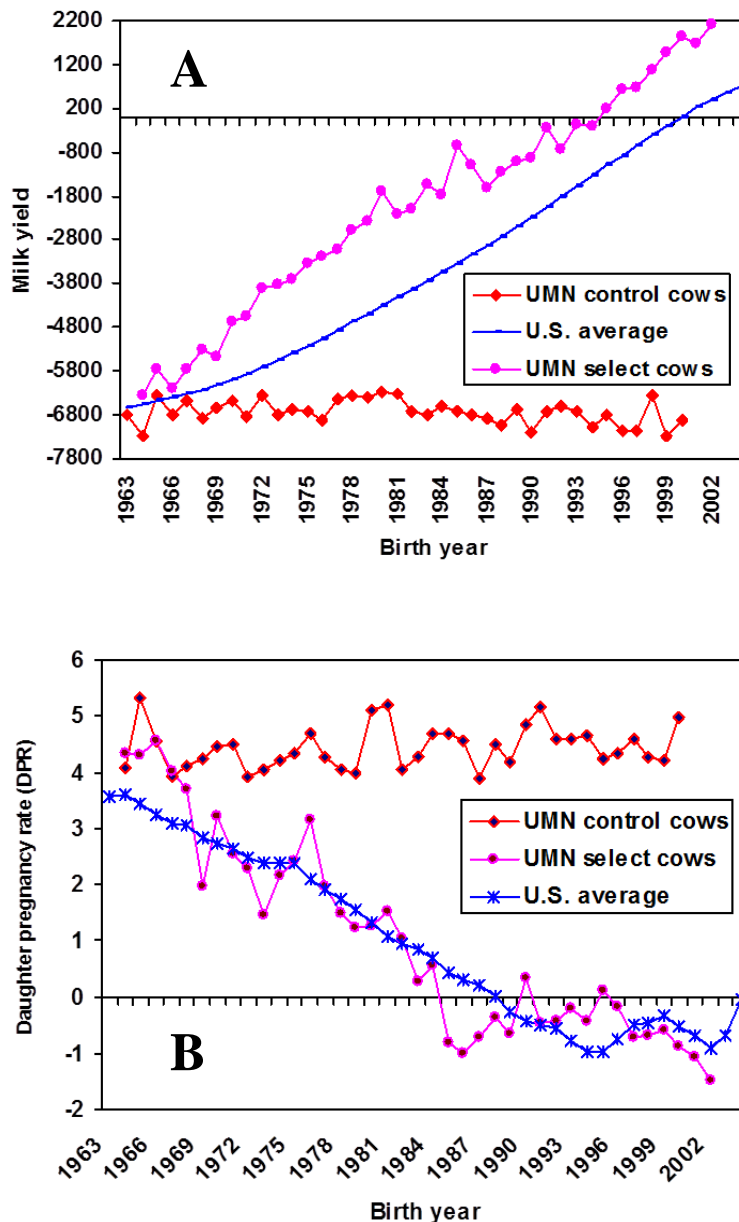 2200
A
1200
200
-800
-1800
-2800
-3800
-4800
-5800
-6800
-7800
Milk yield
UMN control cows
U.S. average
UMN select cows
1963 1966 1969 1972 1975 1978 1981 1984 1987 1990 1993 1996 1999 2002
Birth year
6
5
4
3
2
1
0
-1
-2
Daughter pregnancy rate (DPR)
UMN control cows
UMN select cows
U.S. average
B
1963 1966 1969 1972 1975 1978 1981 1984 1987 1990 1993 1996 1999 2002
Birth year